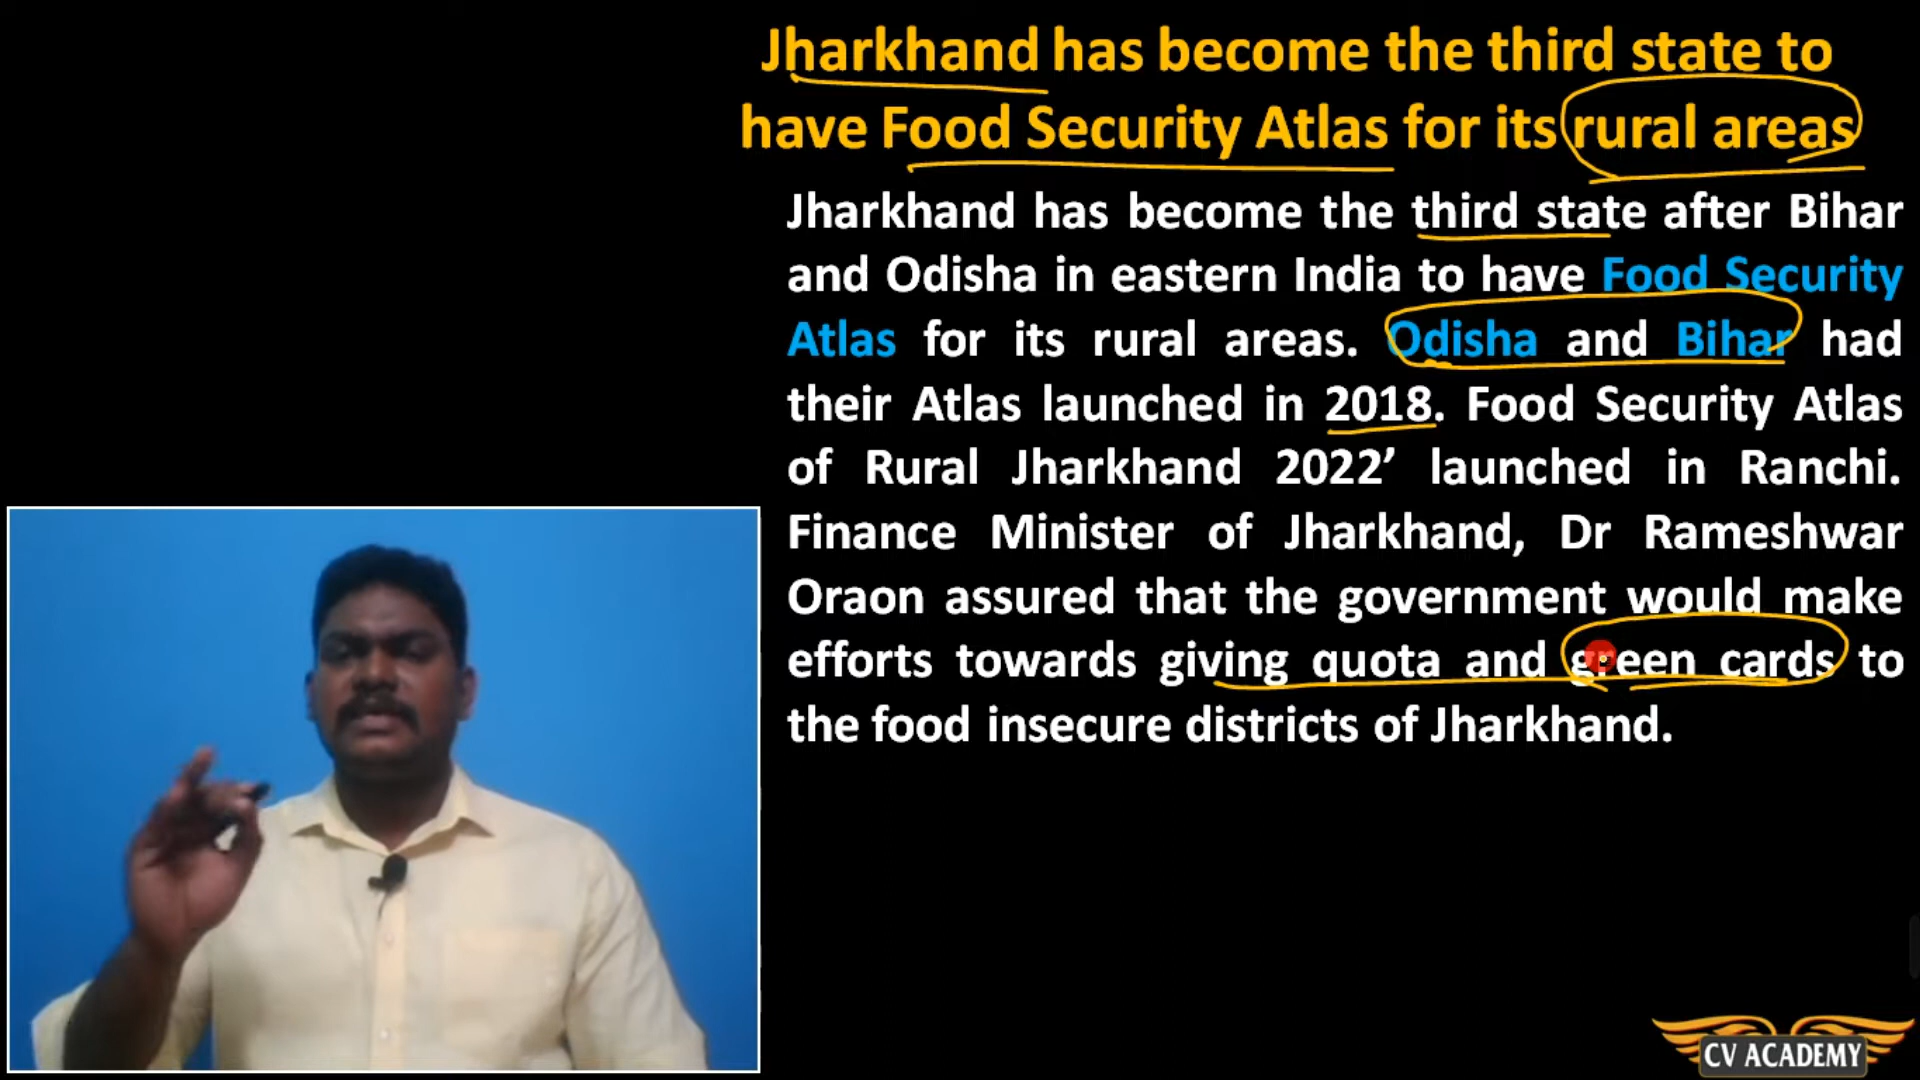 Jharkhand has become the third state to
have Food Security Atlas for its rural areas
Jharkhand has become the third state after Bihar
and Odisha in eastern India to have Food Security
Atlas for its rural areas. Odisha and Bihar had
their Atlas launched in 2018. Food Security Atlas
of Rural Jharkhand 2022’ launched in Ranchi.
Finance Minister of Jharkhand, Dr Rameshwar
Oraon assured that the government would make
efforts towards giving quota and green cards to
the food insecure districts of Jharkhand.
CV ACADEMY